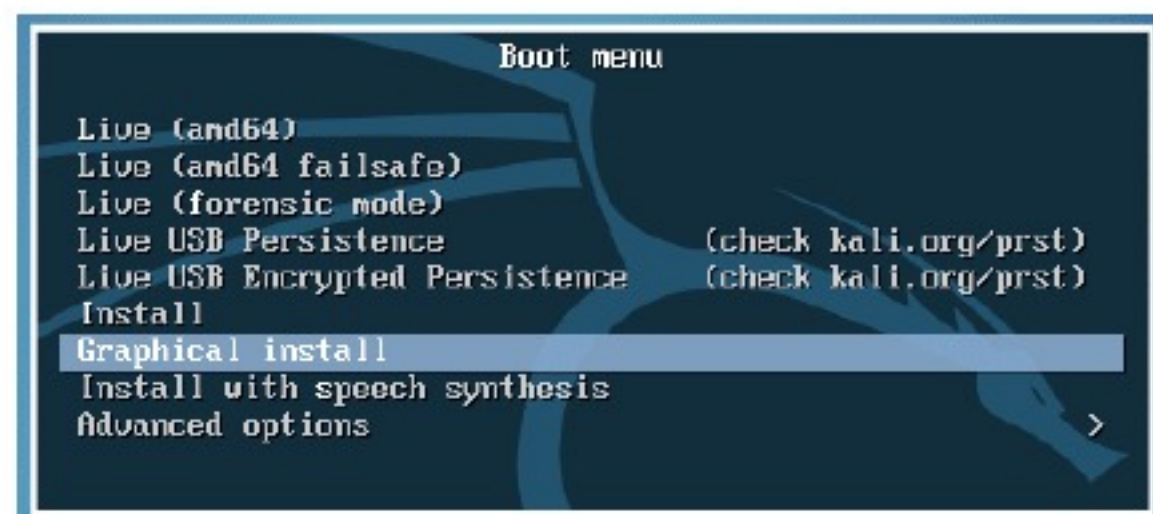 Boot menu
Live (amd64)
Live (amd64 failsafe)
Live (forensic mode)
Live USB Persistence (check kali.org/prst)
Live USB Encrypted Persistence (check kali.org/prst)
Install
Graphical install
Install with speech synthesis
Advanced options >